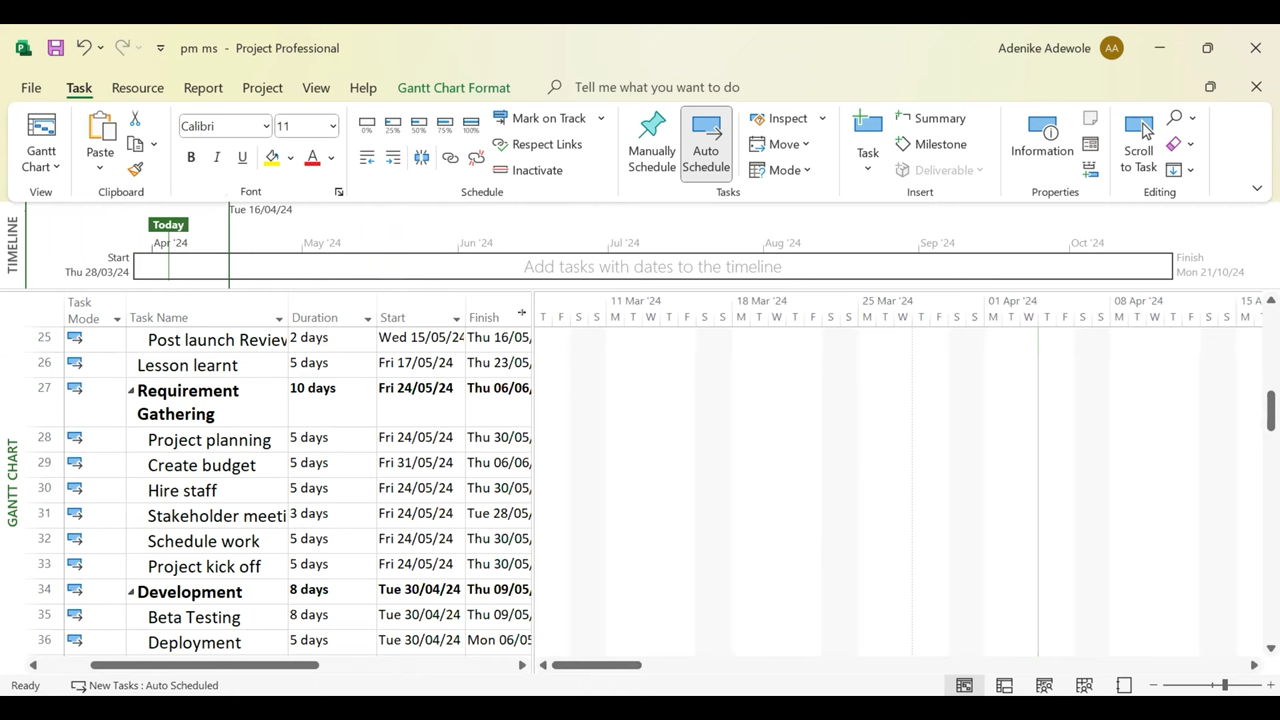 pm ms - Project Professional
Adenike Adewole AA
File Task Resource Report Project View Help Gantt Chart Format Tell me what you want to do
Gantt Chart
View
Paste
Clipboard
Calibri 11
B I U A
Font
0% 25% 50% 75% 100%
Mark on Track
Respect Links
Inactivate
Schedule
Manually Schedule
Auto Schedule
Inspect
Move
Mode
Tasks
Task
Summary
Milestone
Deliverable
Insert
Information
Properties
Scroll to Task
Editing
TIMELINE
Tue 16/04/24
Today
Apr '24 May '24 Jun '24 Jul '24 Aug '24 Sep '24 Oct '24
Start
Thu 28/03/24
Add tasks with dates to the timeline
Finish
Mon 21/10/24
GANTT CHART
Task Mode Task Name Duration Start Finish
11 Mar '24 18 Mar '24 25 Mar '24 01 Apr '24 08 Apr '24 15 A
T F S S M T W T F S S M T W T F S S M T W T F S S M T W T F S S M T W T F S S M T
25 Post launch Review 2 days Wed 15/05/24 Thu 16/05/
26 Lesson learnt 5 days Fri 17/05/24 Thu 23/05/
27 Requirement Gathering 10 days Fri 24/05/24 Thu 06/06/
28 Project planning 5 days Fri 24/05/24 Thu 30/05/
29 Create budget 5 days Fri 31/05/24 Thu 06/06/
30 Hire staff 5 days Fri 24/05/24 Thu 30/05/
31 Stakeholder meeti 3 days Fri 24/05/24 Tue 28/05/
32 Schedule work 5 days Fri 24/05/24 Thu 30/05/
33 Project kick off 5 days Fri 24/05/24 Thu 30/05/
34 Development 8 days Tue 30/04/24 Thu 09/05/
35 Beta Testing 8 days Tue 30/04/24 Thu 09/05/
36 Deployment 5 days Tue 30/04/24 Mon 06/05
Ready New Tasks : Auto Scheduled